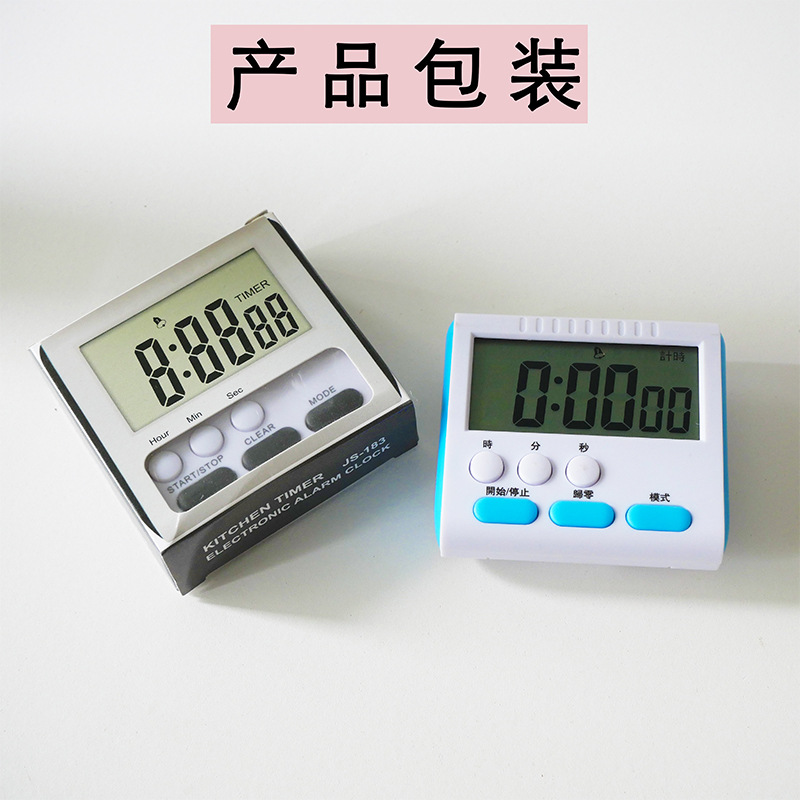 产品包装
TIMER
8:8888
Hour Min Sec
START/STOP CLEAR MODE
KITCHEN TIMER JS-183
ELECTRONIC ALARM CLOCK
計時
0:0000
時 分 秒
開始/停止 歸零 模式